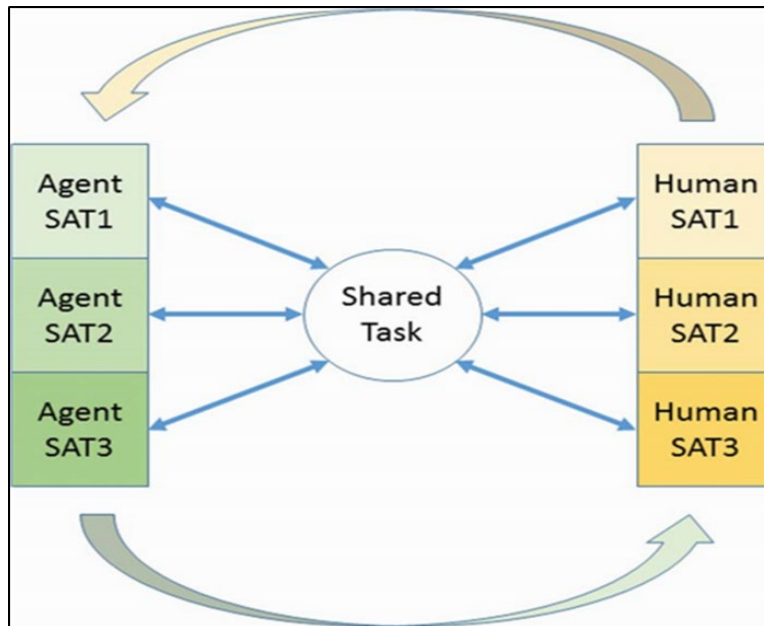 Agent
SAT1
Agent
SAT2
Agent
SAT3
Shared
Task
Human
SAT1
Human
SAT2
Human
SAT3